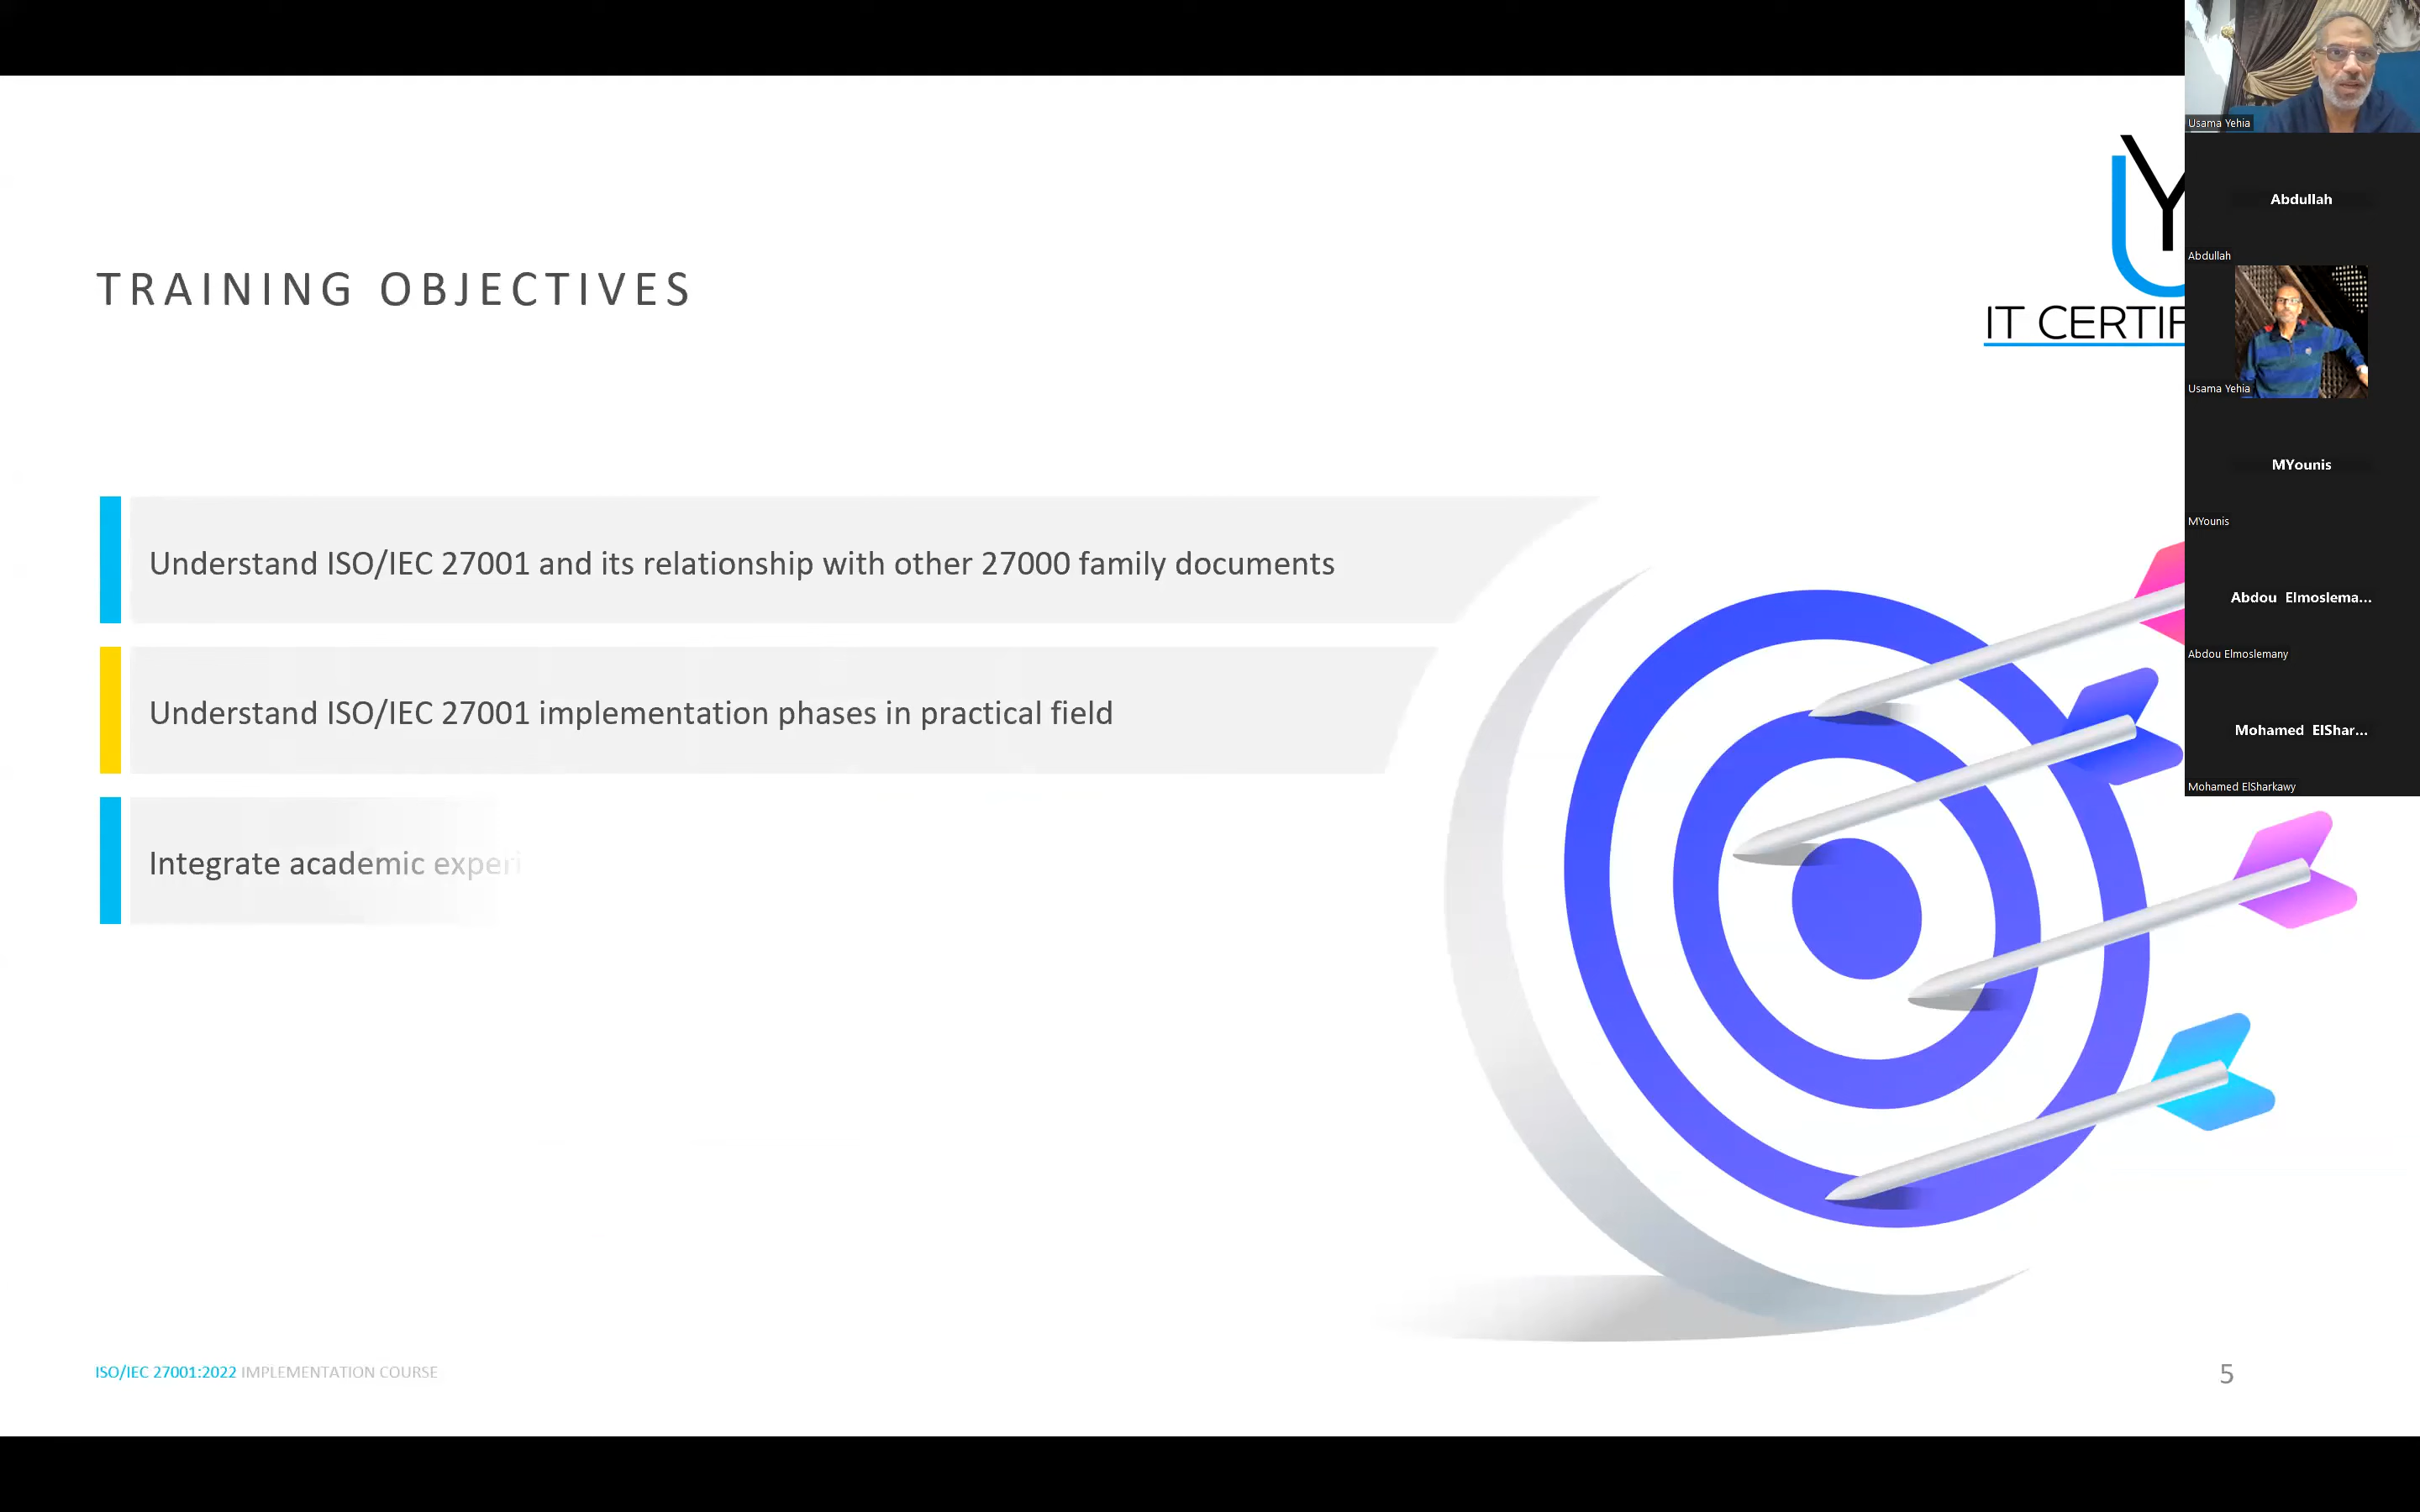 TRAINING OBJECTIVES
IT CERTIF
Understand ISO/IEC 27001 and its relationship with other 27000 family documents
Understand ISO/IEC 27001 implementation phases in practical field
Integrate academic experi
ISO/IEC 27001:2022 IMPLEMENTATION COURSE
5
Usama Yehia
Abdullah
Abdullah
Usama Yehia
MYounis
MYounis
Abdou Elmoslema...
Abdou Elmoslemany
Mohamed ElShar...
Mohamed ElSharkawy